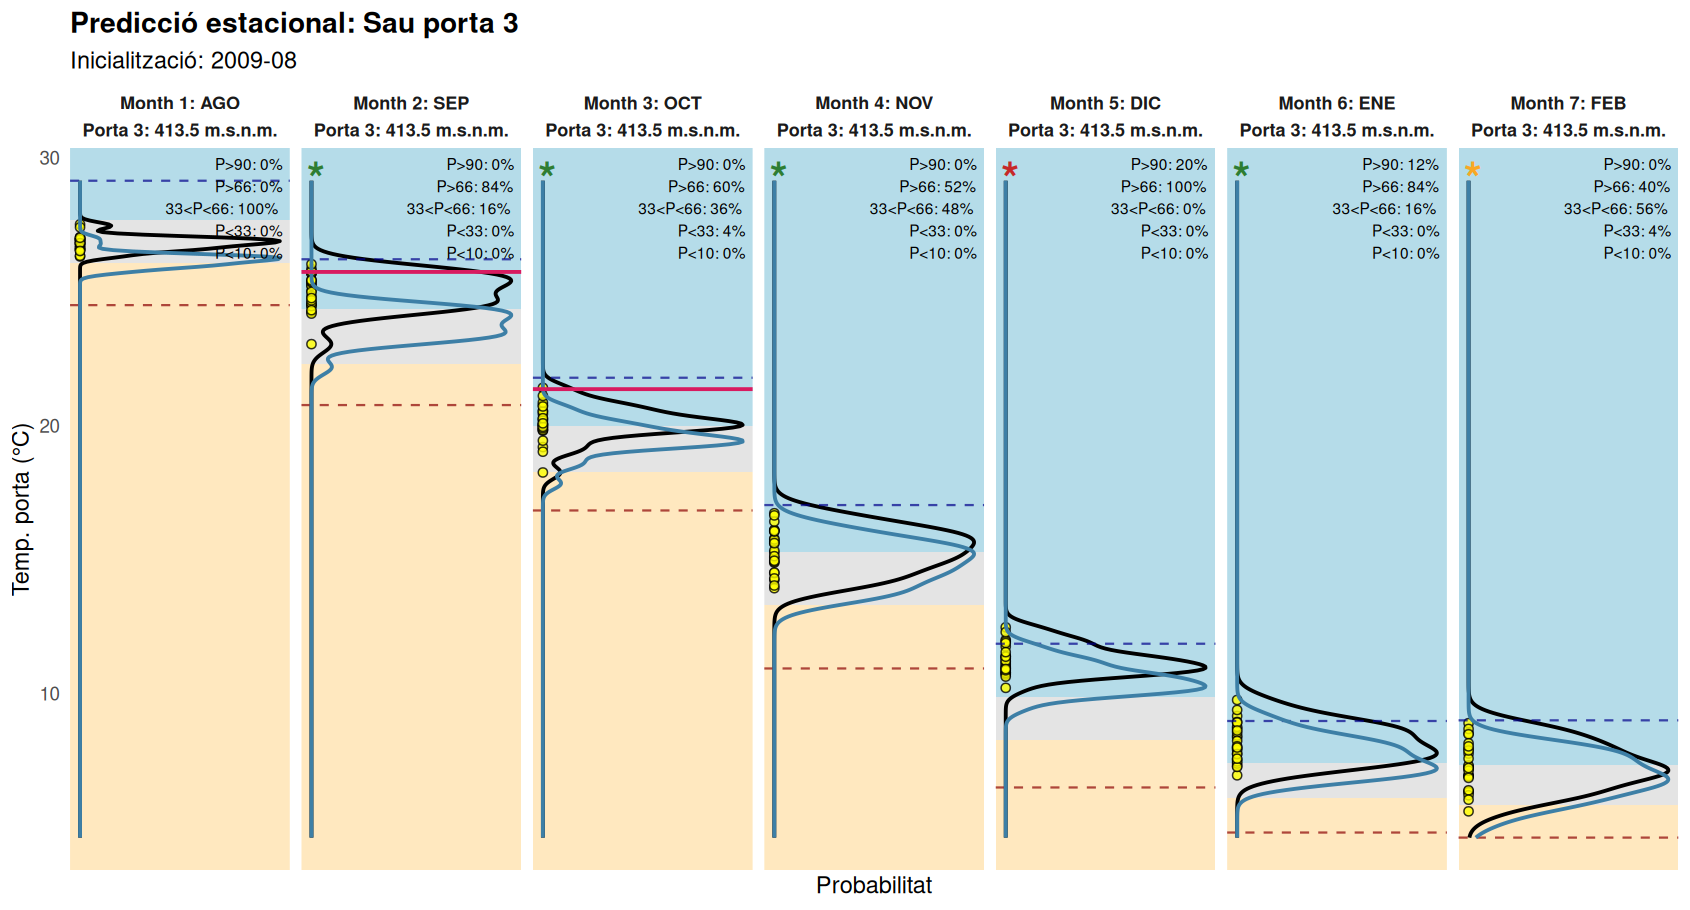 Predicció estacional: Sau porta 3
Inicialització: 2009-08
Month 1: AGO
Porta 3: 413.5 m.s.n.m.
Month 2: SEP
Porta 3: 413.5 m.s.n.m.
Month 3: OCT
Porta 3: 413.5 m.s.n.m.
Month 4: NOV
Porta 3: 413.5 m.s.n.m.
Month 5: DIC
Porta 3: 413.5 m.s.n.m.
Month 6: ENE
Porta 3: 413.5 m.s.n.m.
Month 7: FEB
Porta 3: 413.5 m.s.n.m.
Temp. porta (°C)
30
20
10
P>90: 0%
P>66: 0%
33<P<66: 100%
P<33: 0%
P<10: 0%
*
P>90: 0%
P>66: 84%
33<P<66: 16%
P<33: 0%
P<10: 0%
*
P>90: 0%
P>66: 60%
33<P<66: 36%
P<33: 4%
P<10: 0%
*
P>90: 0%
P>66: 52%
33<P<66: 48%
P<33: 0%
P<10: 0%
*
P>90: 20%
P>66: 100%
33<P<66: 0%
P<33: 0%
P<10: 0%
*
P>90: 12%
P>66: 84%
33<P<66: 16%
P<33: 0%
P<10: 0%
*
P>90: 0%
P>66: 40%
33<P<66: 56%
P<33: 4%
P<10: 0%
Probabilitat